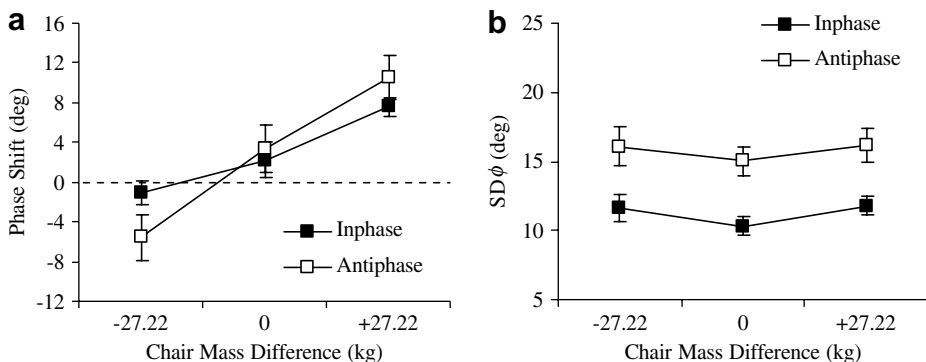 a
Phase Shift (deg)
16
12
8
4
0
-4
-8
-12
Inphase
Antiphase
-27.22 0 +27.22
Chair Mass Difference (kg)
b
SDϕ (deg)
25
20
15
10
5
Inphase
Antiphase
-27.22 0 +27.22
Chair Mass Difference (kg)